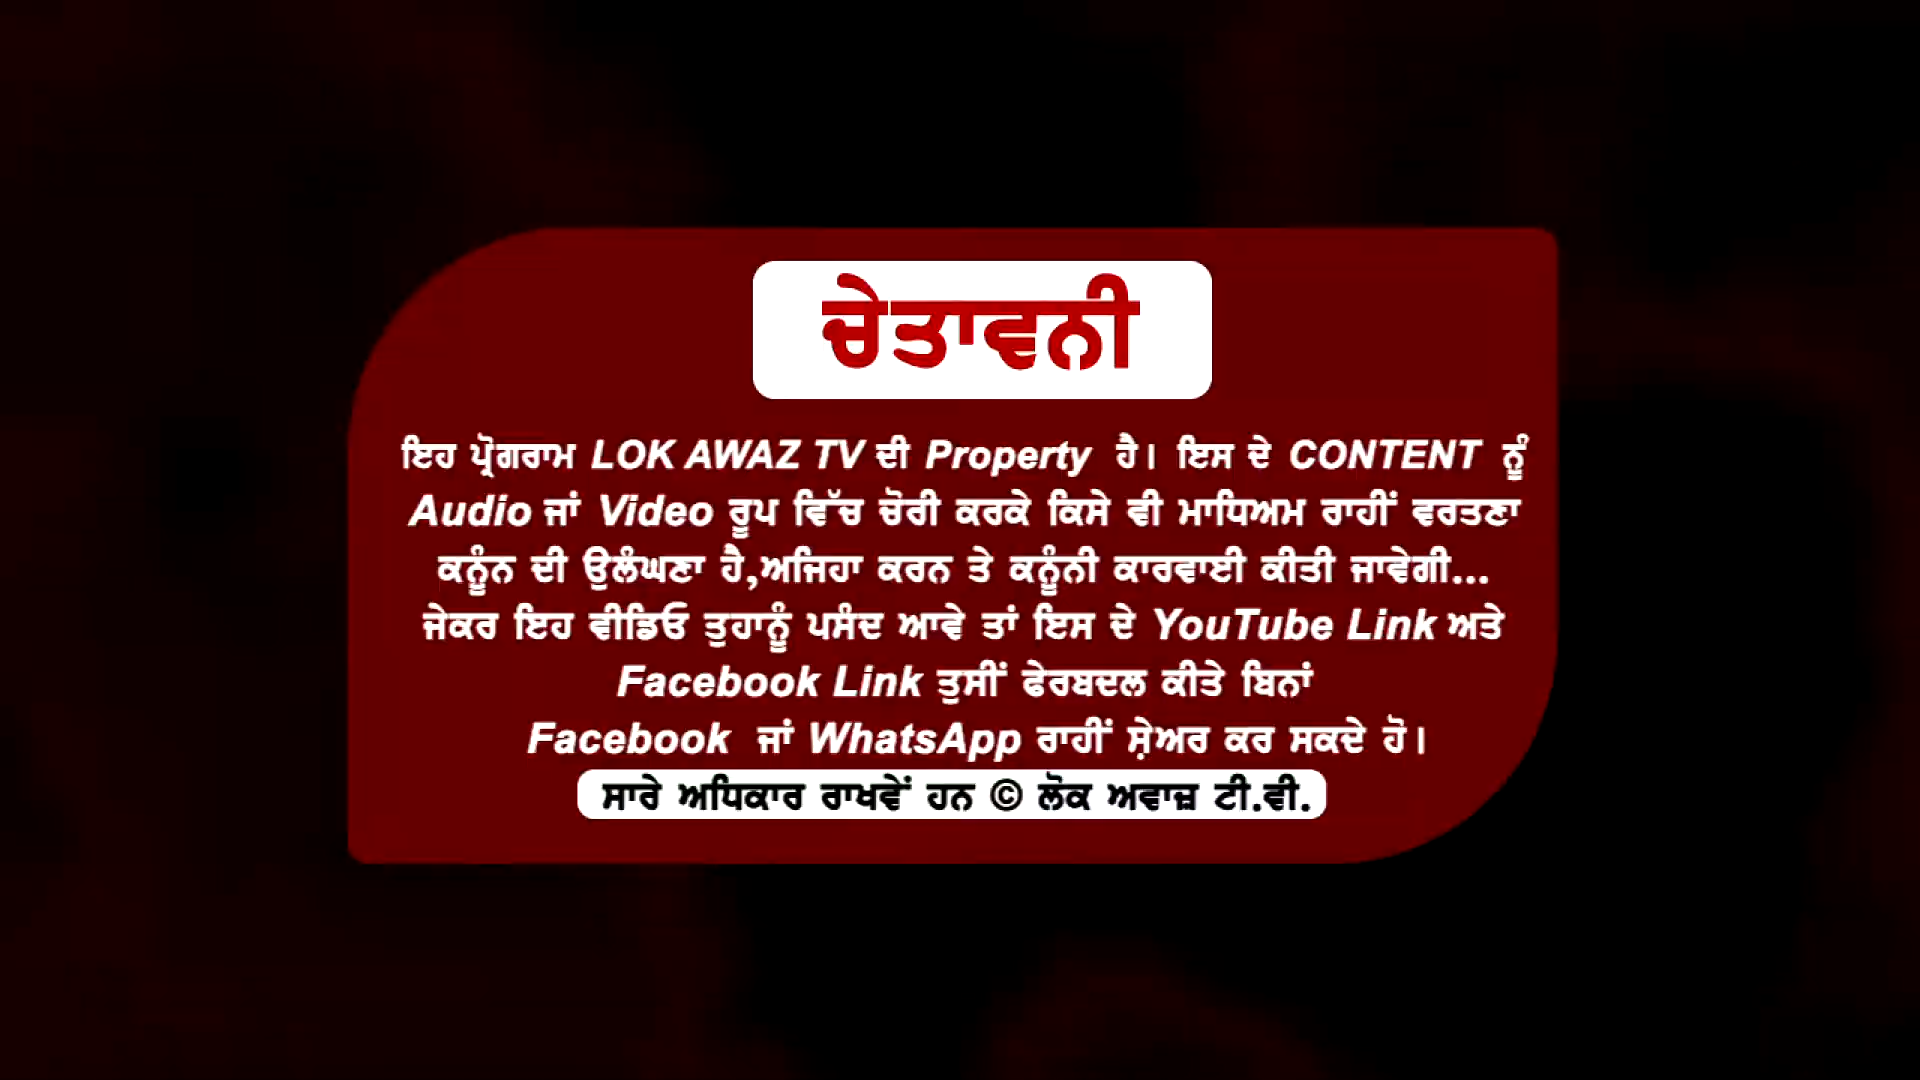 ਚੇਤਾਵਨੀ
ਇਹ ਪ੍ਰੋਗਰਾਮ LOK AWAZ TV ਦੀ Property ਹੈ। ਇਸ ਦੇ CONTENT ਨੂੰ
Audio ਜਾਂ Video ਰੂਪ ਵਿੱਚ ਚੋਰੀ ਕਰਕੇ ਕਿਸੇ ਵੀ ਮਾਧਿਅਮ ਰਾਹੀਂ ਵਰਤਣਾ
ਕਨੂੰਨ ਦੀ ਉਲੰਘਣਾ ਹੈ,ਅਜਿਹਾ ਕਰਨ ਤੇ ਕਨੂੰਨੀ ਕਾਰਵਾਈ ਕੀਤੀ ਜਾਵੇਗੀ...
ਜੇਕਰ ਇਹ ਵੀਡਿਓ ਤੁਹਾਨੂੰ ਪਸੰਦ ਆਵੇ ਤਾਂ ਇਸ ਦੇ YouTube Link ਅਤੇ
Facebook Link ਤੁਸੀਂ ਫੇਰਬਦਲ ਕੀਤੇ ਬਿਨਾਂ
Facebook ਜਾਂ WhatsApp ਰਾਹੀਂ ਸ਼ੇਅਰ ਕਰ ਸਕਦੇ ਹੋ।
ਸਾਰੇ ਅਧਿਕਾਰ ਰਾਖਵੇਂ ਹਨ © ਲੋਕ ਅਵਾਜ਼ ਟੀ.ਵੀ.